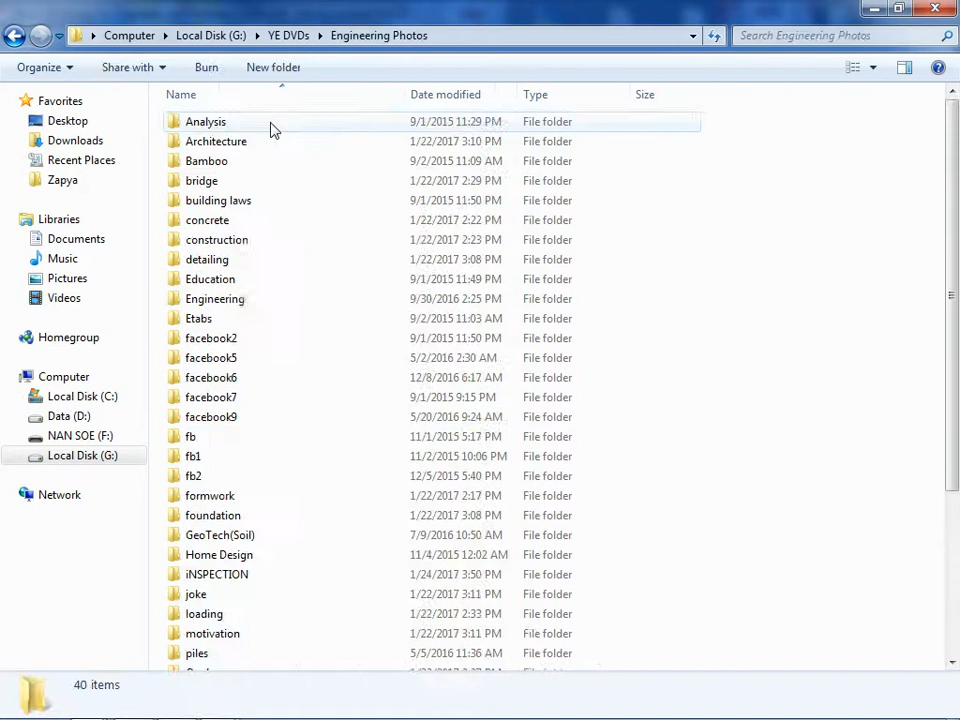 Computer Local Disk (G:) YE DVDs Engineering Photos Search Engineering Photos
Organize Share with Burn New folder
Name Date modified Type Size
Favorites
Desktop
Downloads
Recent Places
Zapya
Libraries
Documents
Music
Pictures
Videos
Homegroup
Computer
Local Disk (C:)
Data (D:)
NAN SOE (F:)
Local Disk (G:)
Network
Analysis 9/1/2015 11:29 PM File folder
Architecture 1/22/2017 3:10 PM File folder
Bamboo 9/2/2015 11:09 AM File folder
bridge 1/22/2017 2:29 PM File folder
building laws 9/1/2015 11:50 PM File folder
concrete 1/22/2017 2:22 PM File folder
construction 1/22/2017 2:23 PM File folder
detailing 1/22/2017 3:08 PM File folder
Education 9/1/2015 11:49 PM File folder
Engineering 9/30/2016 2:25 PM File folder
Etabs 9/2/2015 11:03 AM File folder
facebook2 9/1/2015 11:50 PM File folder
facebook5 5/2/2016 2:30 AM File folder
facebook6 12/8/2016 6:17 AM File folder
facebook7 9/1/2015 9:15 PM File folder
facebook9 5/20/2016 9:24 AM File folder
fb 11/1/2015 5:17 PM File folder
fb1 11/2/2015 10:06 PM File folder
fb2 12/5/2015 5:40 PM File folder
formwork 1/22/2017 2:17 PM File folder
foundation 1/22/2017 3:08 PM File folder
GeoTech(Soil) 7/9/2016 10:50 AM File folder
Home Design 11/4/2015 12:02 AM File folder
iNSPECTION 1/24/2017 3:50 PM File folder
joke 1/22/2017 3:11 PM File folder
loading 1/22/2017 2:33 PM File folder
motivation 1/22/2017 3:11 PM File folder
piles 5/5/2016 11:36 AM File folder
40 items